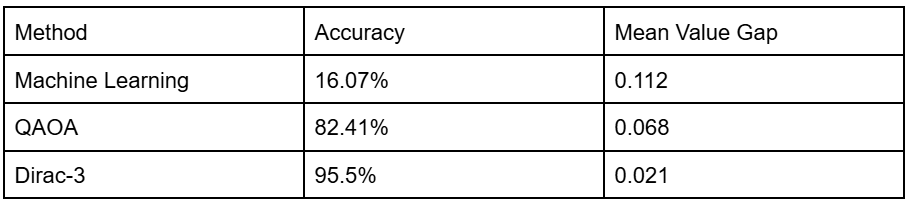 Method Accuracy Mean Value Gap
Machine Learning 16.07% 0.112
QAOA 82.41% 0.068
Dirac-3 95.5% 0.021